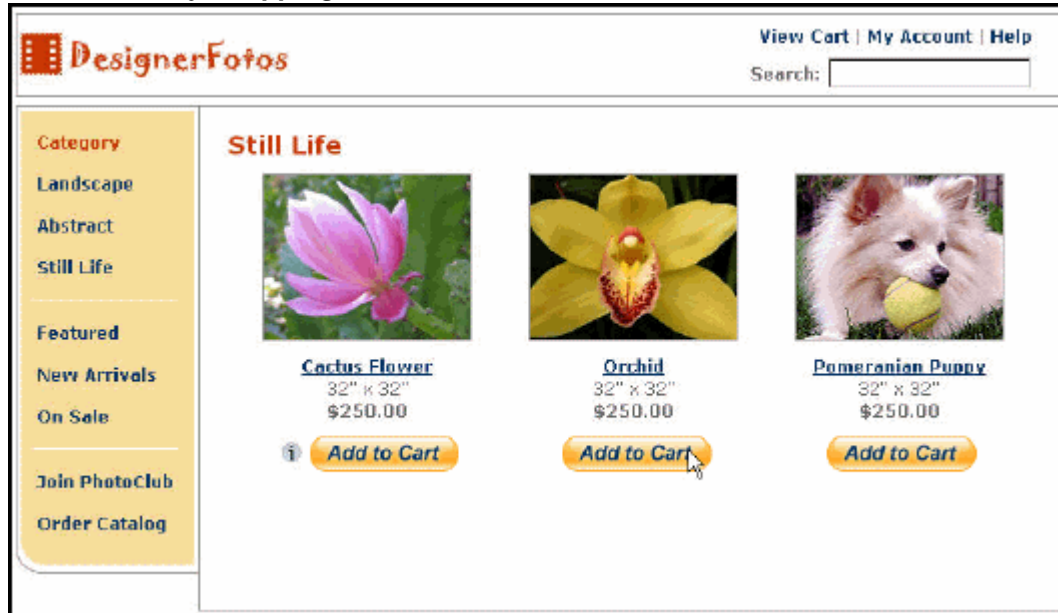 DesignerFotos
View Cart | My Account | Help
Search:
Category
Landscape
Abstract
Still Life
Featured
New Arrivals
On Sale
Join PhotoClub
Order Catalog
Still Life
Cactus Flower
32" x 32"
$250.00
i Add to Cart
Orchid
32" x 32"
$250.00
Add to Cart
Pomeranian Puppy
32" x 32"
$250.00
Add to Cart